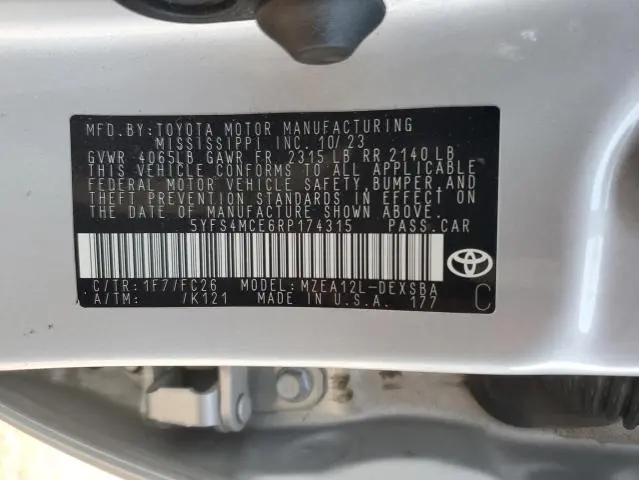 MFD.BY:TOYOTA MOTOR MANUFACTURING
MISSISSIPPI INC. 10/23
GVWR 4065LB GAWR FR. 2315 LB RR 2140 LB
THIS VEHICLE CONFORMS TO ALL APPLICABLE
FEDERAL MOTOR VEHICLE SAFETY, BUMPER, AND
THEFT PREVENTION STANDARDS IN EFFECT ON
THE DATE OF MANUFACTURE SHOWN ABOVE.
5YFS4MCE6RP174315 PASS.CAR
C/TR: 1F7/FC26 MODEL: MZEA12L-DEXSBA
A/TM: /K121 MADE IN U.S.A. 177 C